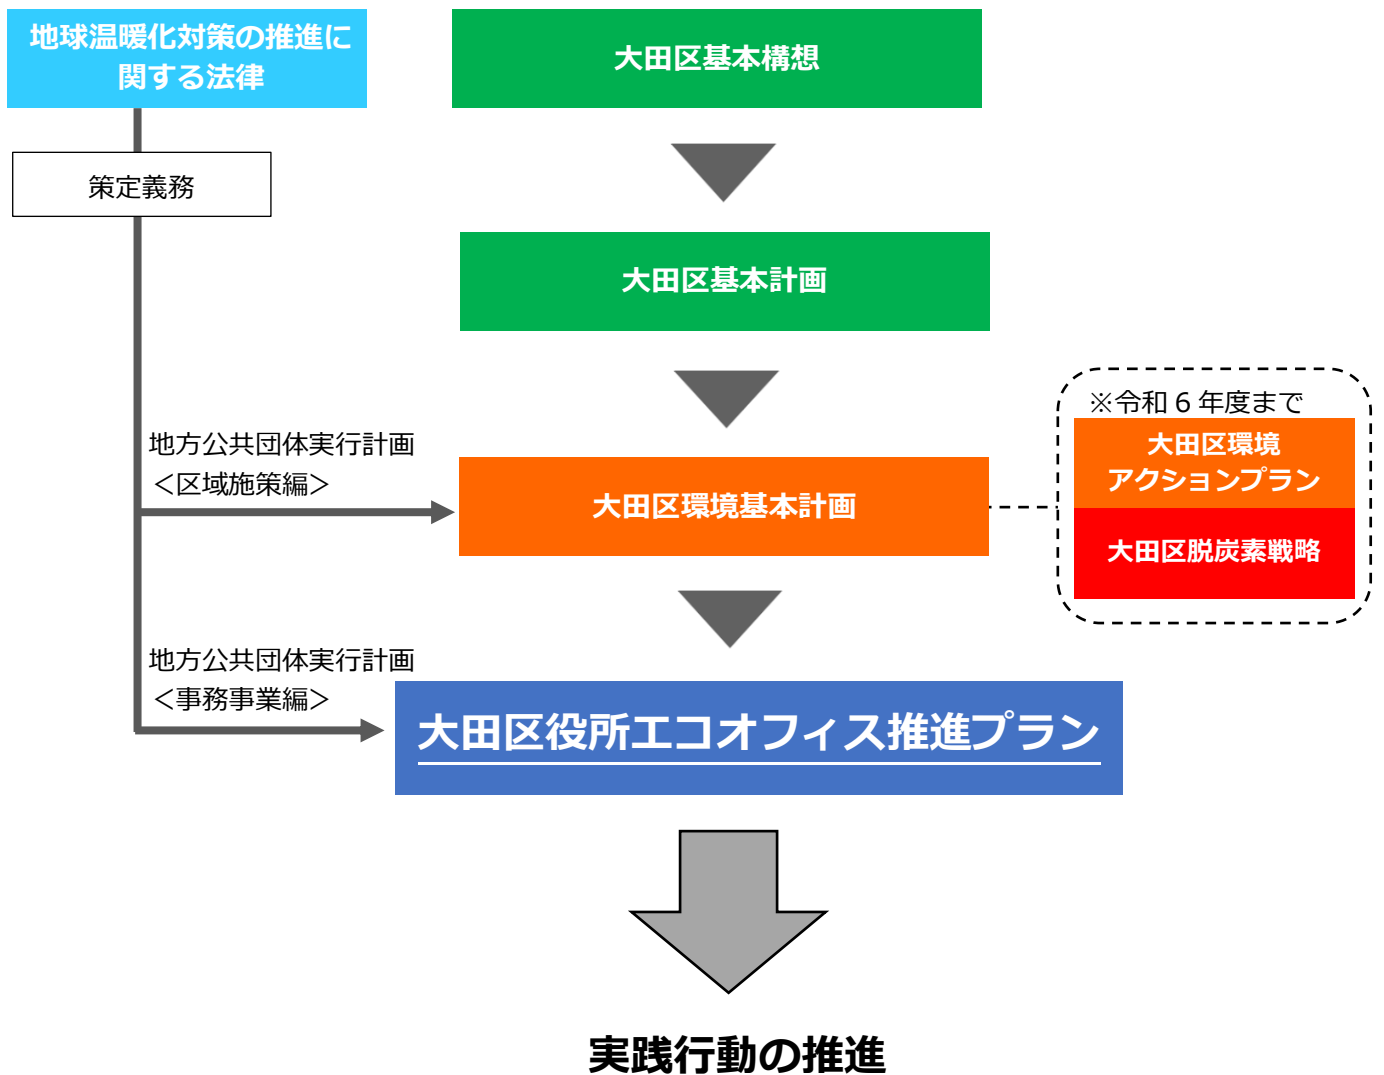 地球温暖化対策の推進に
関する法律
大田区基本構想
策定義務
大田区基本計画
※令和6年度まで
大田区環境
アクションプラン
大田区脱炭素戦略
地方公共団体実行計画
＜区域施策編＞
大田区環境基本計画
地方公共団体実行計画
＜事務事業編＞
大田区役所エコオフィス推進プラン
実践行動の推進